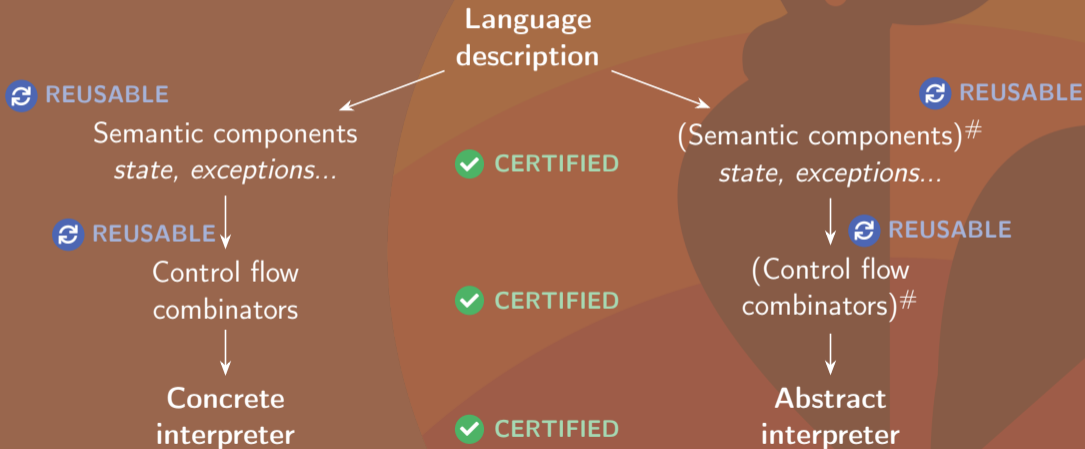 Language
description
REUSABLE
REUSABLE
Semantic components
state, exceptions...
CERTIFIED
(Semantic components)#
state, exceptions...
REUSABLE
REUSABLE
Control flow
combinators
CERTIFIED
(Control flow
combinators)#
Concrete
interpreter
CERTIFIED
Abstract
interpreter